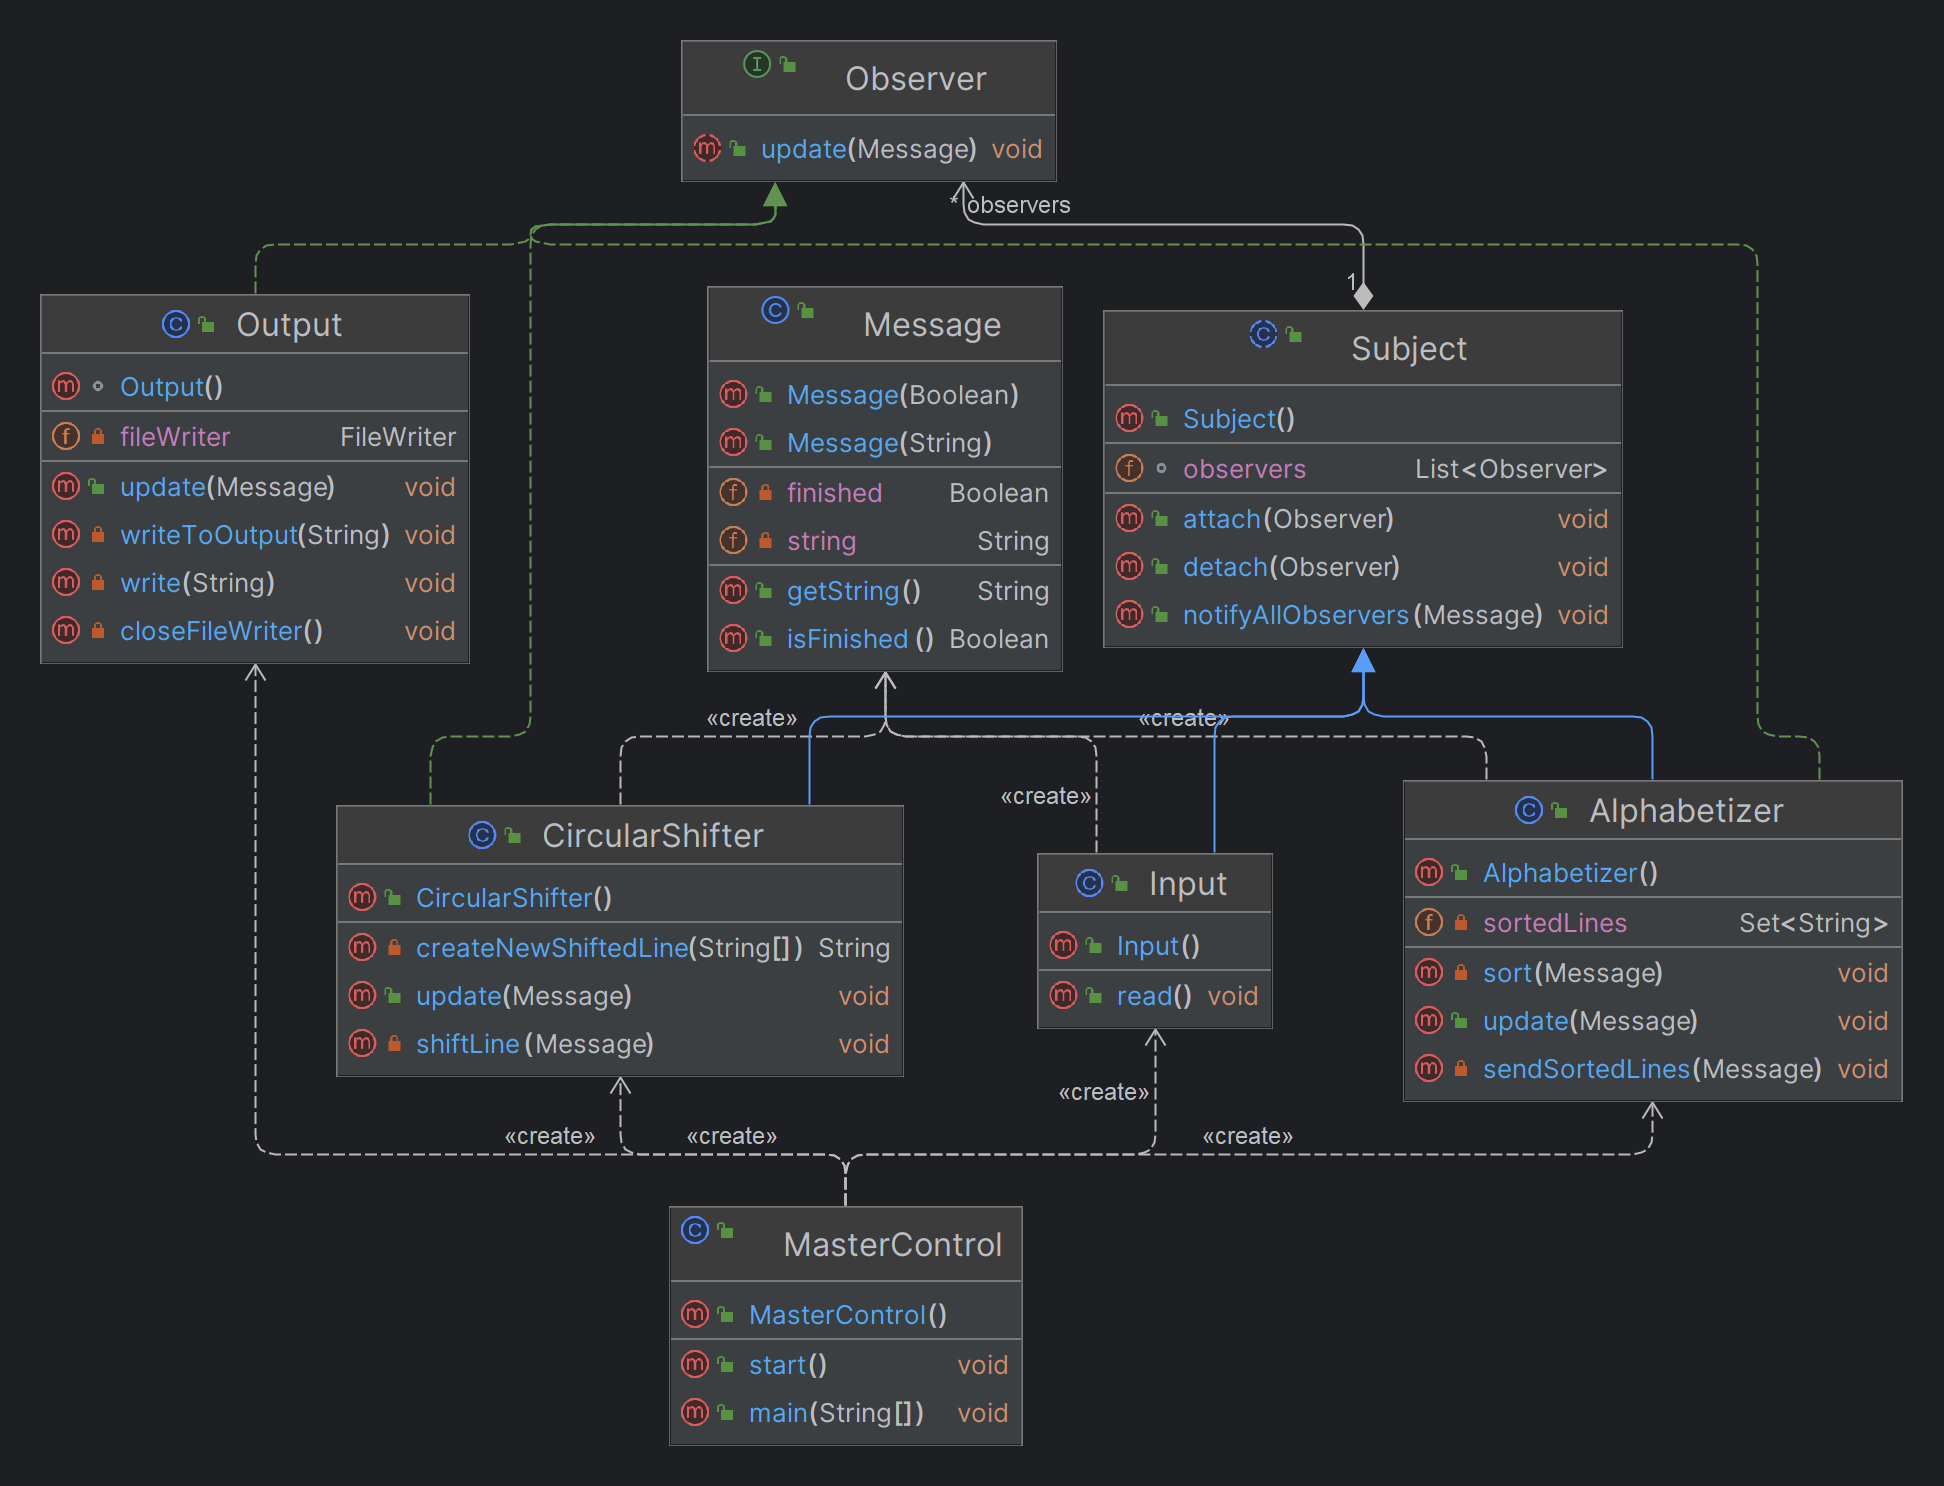 I Observer
m update(Message) void
* observers
1
C Output
m Output()
f fileWriter FileWriter
m update(Message) void
m writeToOutput(String) void
m write(String) void
m closeFileWriter() void
C Message
m Message(Boolean)
m Message(String)
f finished Boolean
f string String
m getString() String
m isFinished() Boolean
C Subject
m Subject()
f observers List<Observer>
m attach(Observer) void
m detach(Observer) void
m notifyAllObservers(Message) void
«create»
«create»
«create»
C CircularShifter
m CircularShifter()
m createNewShiftedLine(String[]) String
m update(Message) void
m shiftLine(Message) void
C Input
m Input()
m read() void
C Alphabetizer
m Alphabetizer()
f sortedLines Set<String>
m sort(Message) void
m update(Message) void
m sendSortedLines(Message) void
«create»
«create»
«create»
«create»
C MasterControl
m MasterControl()
m start() void
m main(String[]) void